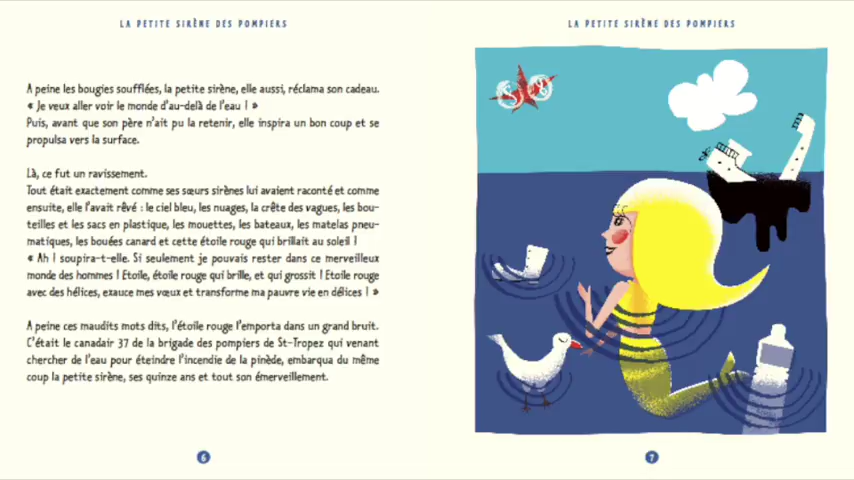 LA PETITE SIRÈNE DES POMPIERS
A peine les bougies soufflées, la petite sirène, elle aussi, réclama son cadeau.
« Je veux aller voir le monde d'au-delà de l'eau ! »
Puis, avant que son père n'ait pu la retenir, elle inspira un bon coup et se
propulsa vers la surface.
Là, ce fut un ravissement.
Tout était exactement comme ses sœurs sirènes lui avaient raconté et comme
ensuite, elle l'avait rêvé : le ciel bleu, les nuages, la crête des vagues, les bou-
teilles et les sacs en plastique, les mouettes, les bateaux, les matelas pneu-
matiques, les bouées canard et cette étoile rouge qui brillait au soleil !
« Ah ! soupira-t-elle. Si seulement je pouvais rester dans ce merveilleux
monde des hommes ! Etoile, étoile rouge qui brille, et qui grossit ! Etoile rouge
avec des hélices, exauce mes vœux et transforme ma pauvre vie en délices ! »
A peine ces maudits mots dits, l'étoile rouge l'emporta dans un grand bruit.
C'était le canadair 37 de la brigade des pompiers de St-Tropez qui venant
chercher de l'eau pour éteindre l'incendie de la pinède, embarqua du même
coup la petite sirène, ses quinze ans et tout son émerveillement.
6
LA PETITE SIRÈNE DES POMPIERS
7